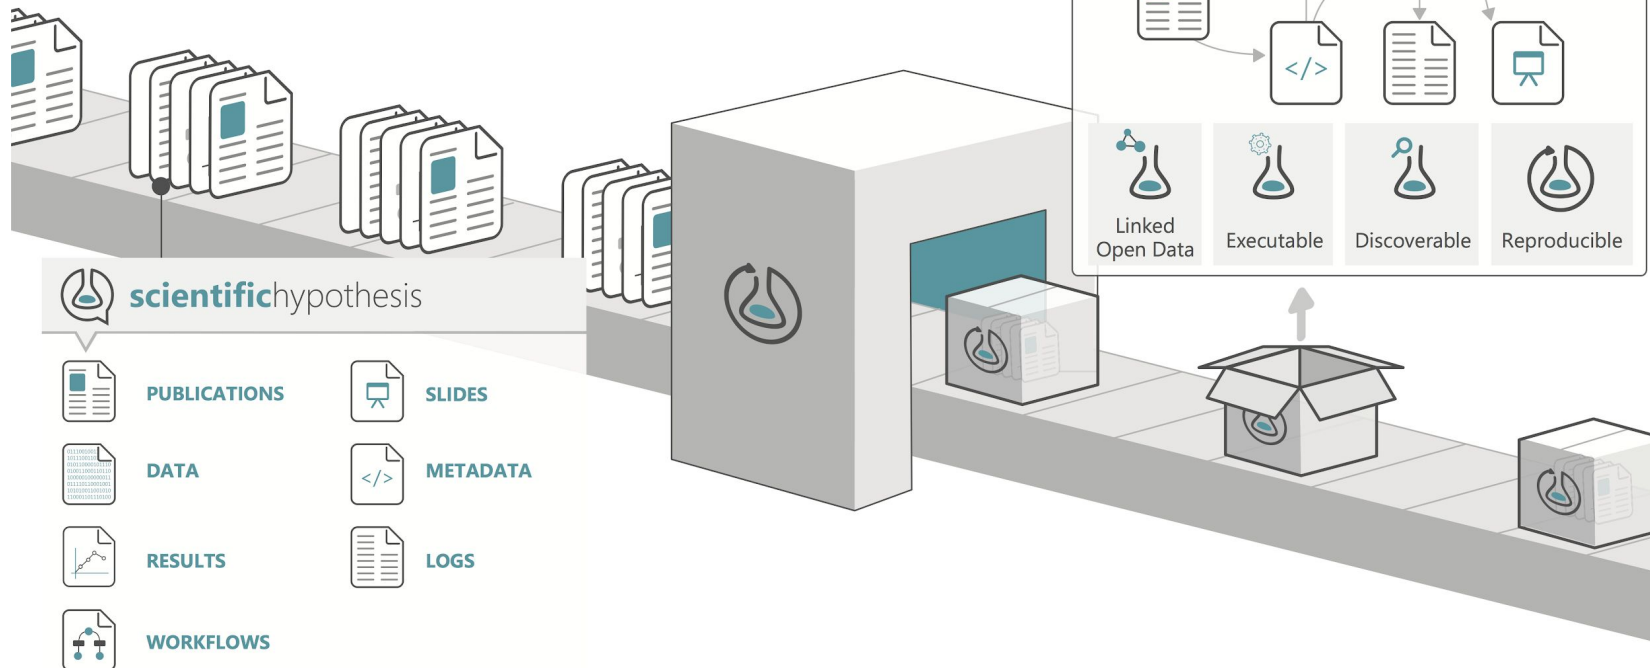 scientifichypothesis
PUBLICATIONS
DATA
RESULTS
WORKFLOWS
SLIDES
</>
METADATA
LOGS
</>
Linked
Open Data
Executable
Discoverable
Reproducible